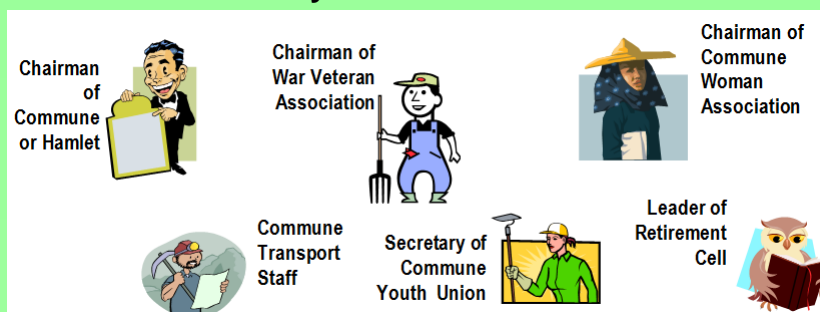 Chairman
of
Commune
or Hamlet
Chairman of
War Veteran
Association
Chairman of
Commune
Woman
Association
Commune
Transport
Staff
Secretary of
Commune
Youth Union
Leader of
Retirement
Cell